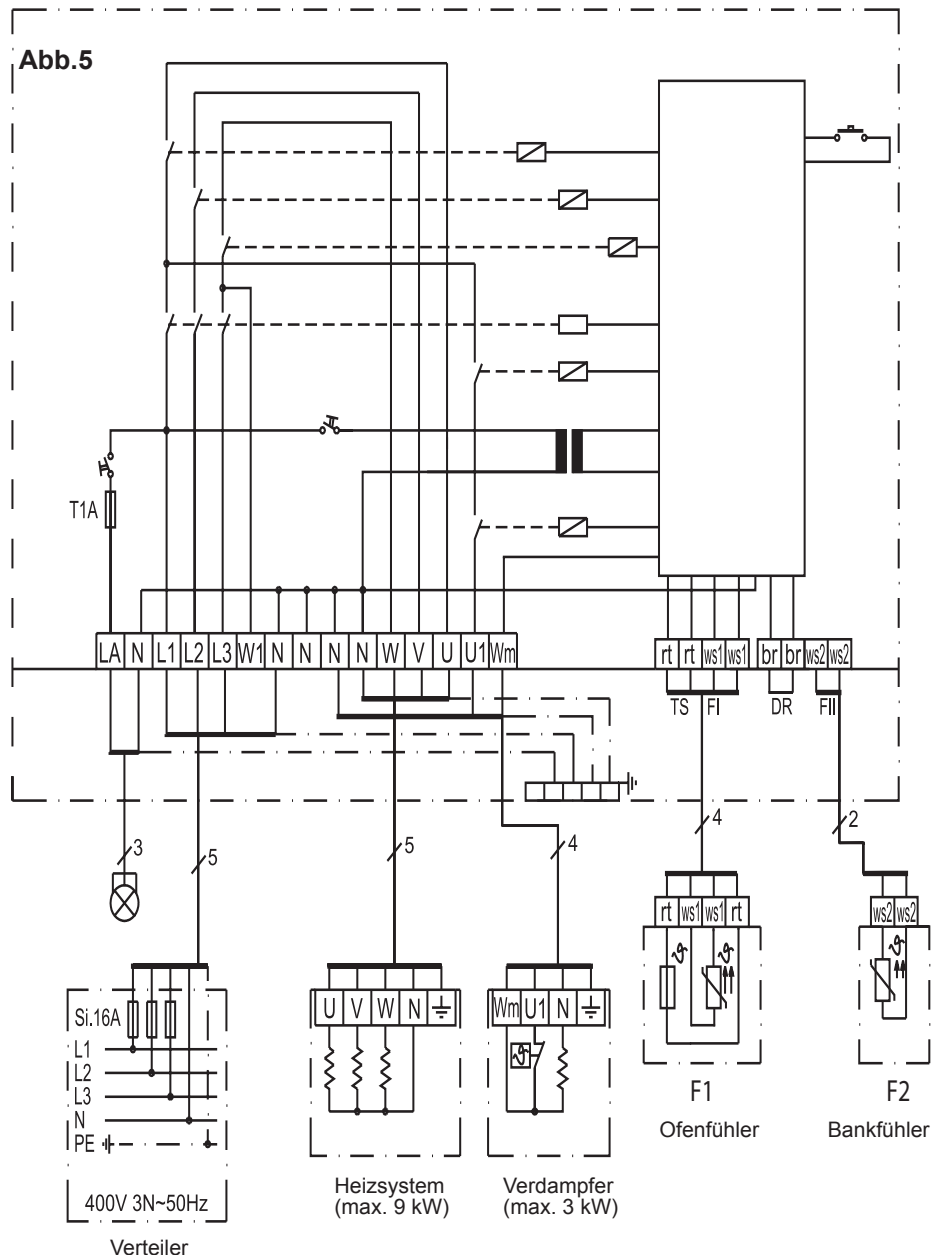 Abb.5
T1A
LA N L1 L2 L3 W1 N N N N W V U U1 Wm
rt rt ws1 ws1 br br ws2 ws2
TS FI DR FII
3 5 5 4 4 2
rt ws1 ws1 rt
ws2 ws2
ϑ ϑ
Si.16A
U V W N
Wm U1 N
ϑ
L1
L2
L3
N
PE
400V 3N~50Hz
Verteiler
Heizsystem
(max. 9 kW)
Verdampfer
(max. 3 kW)
F1
Ofenfühler
F2
Bankfühler